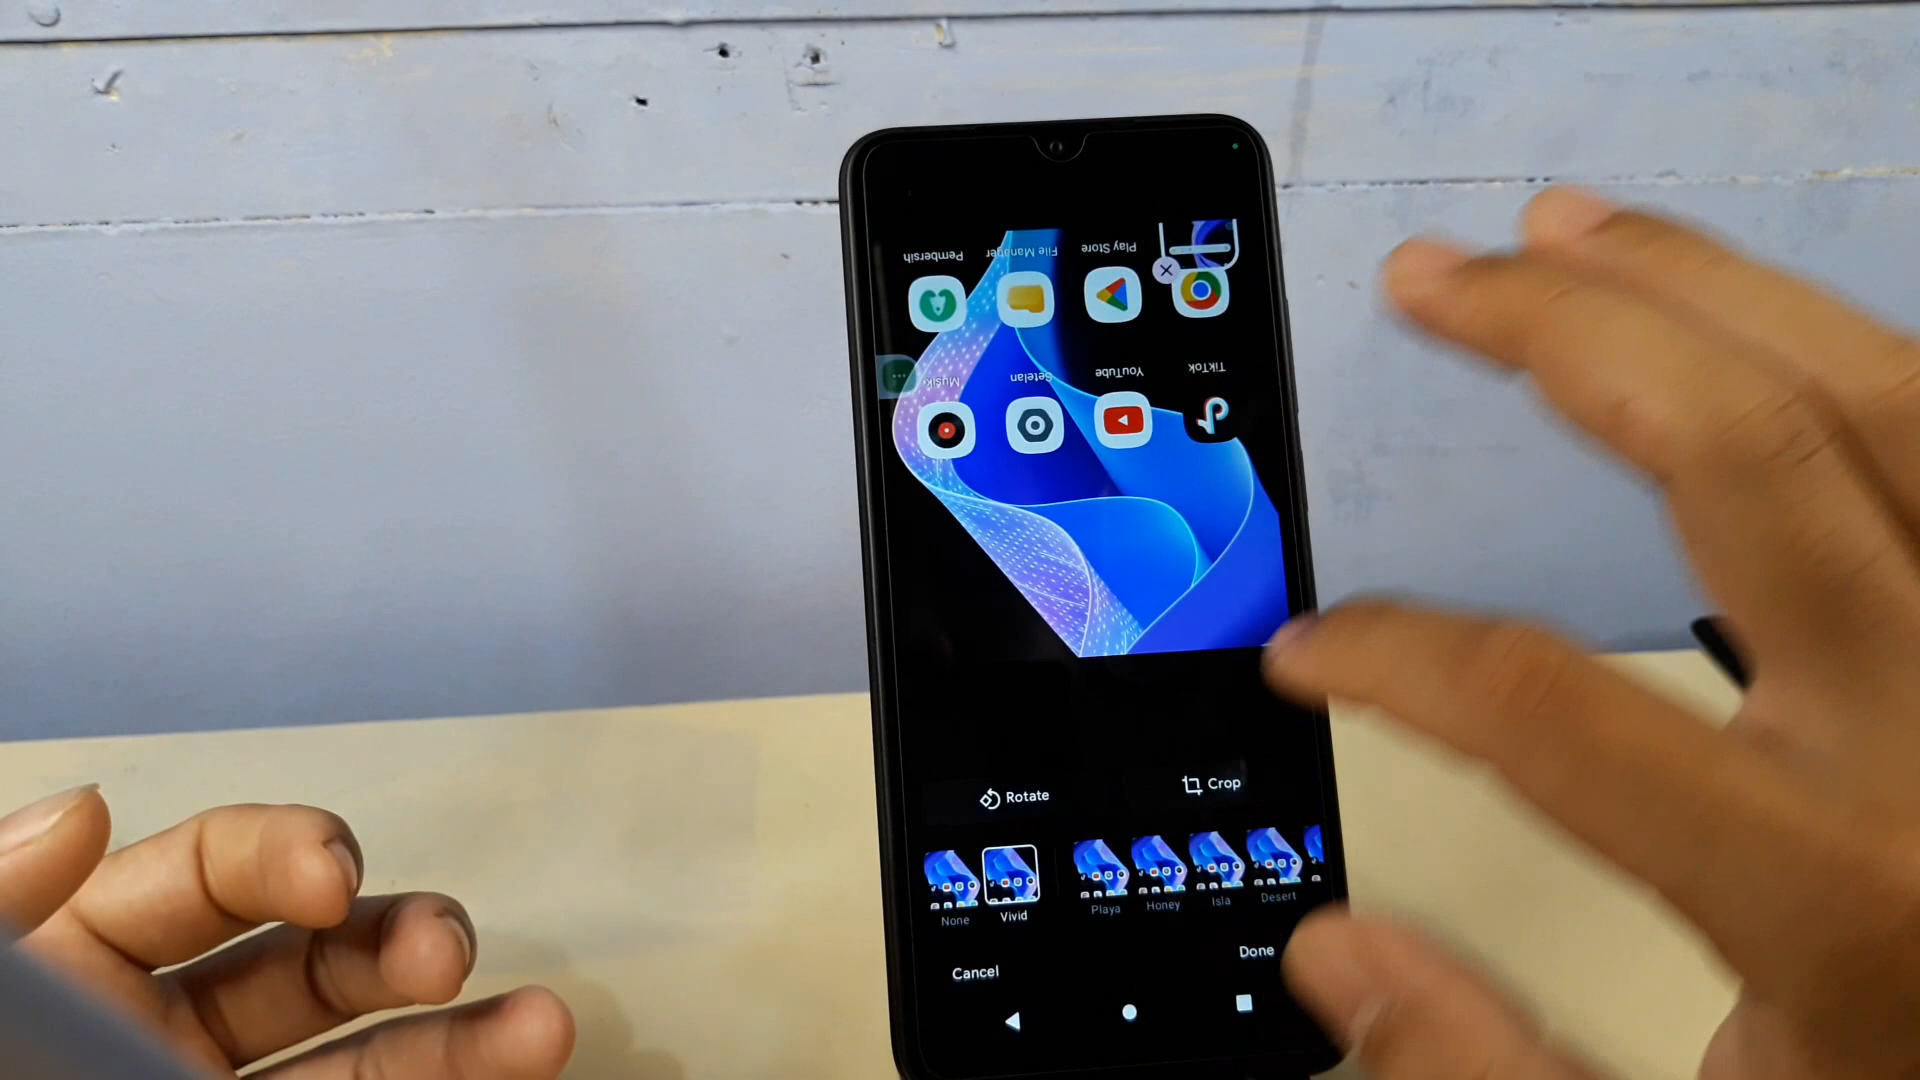 Pembersih File Manager Play Store
Musik Setelan YouTube TikTok
Rotate Crop
None Vivid Playa Honey Isla Desert
Cancel Done